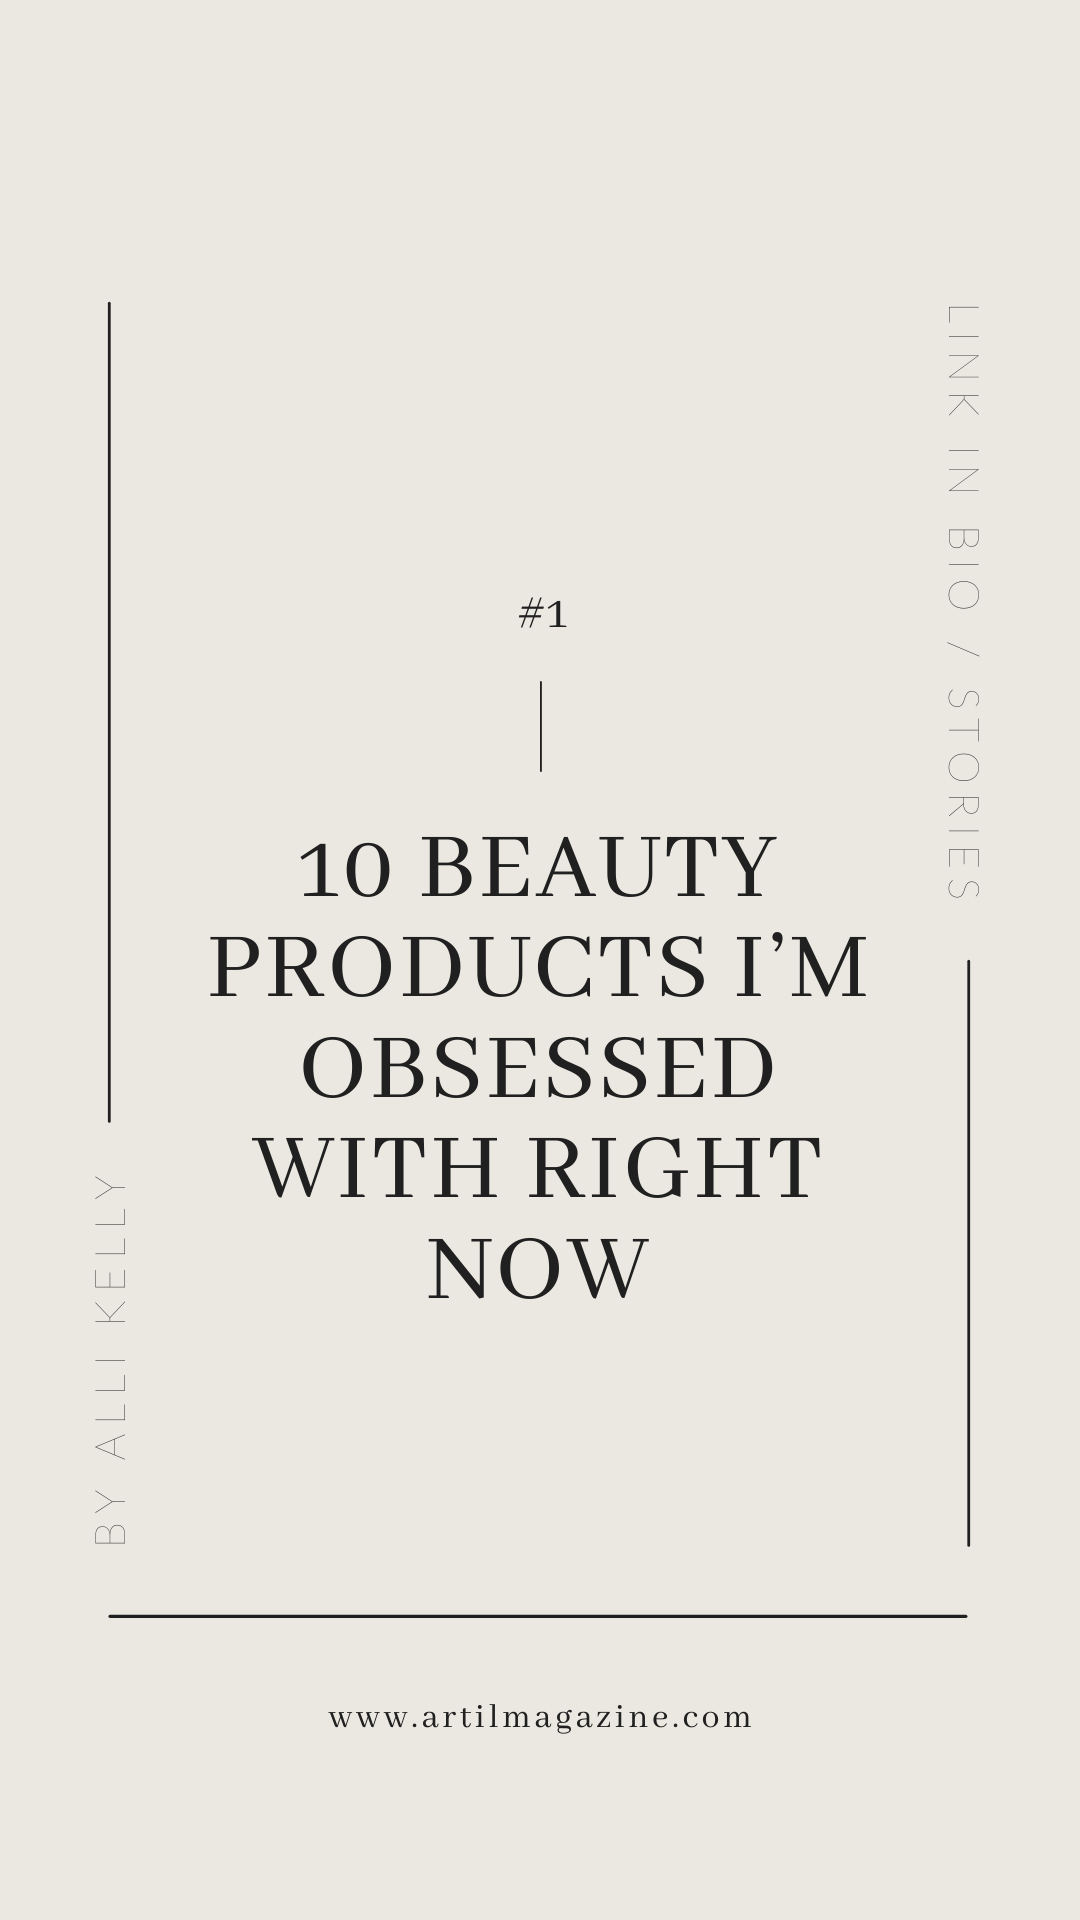 LINK IN BIO / STORIES
#1
10 BEAUTY
PRODUCTS I’M
OBSESSED
WITH RIGHT
NOW
BY ALLI KELLY
www.artilmagazine.com